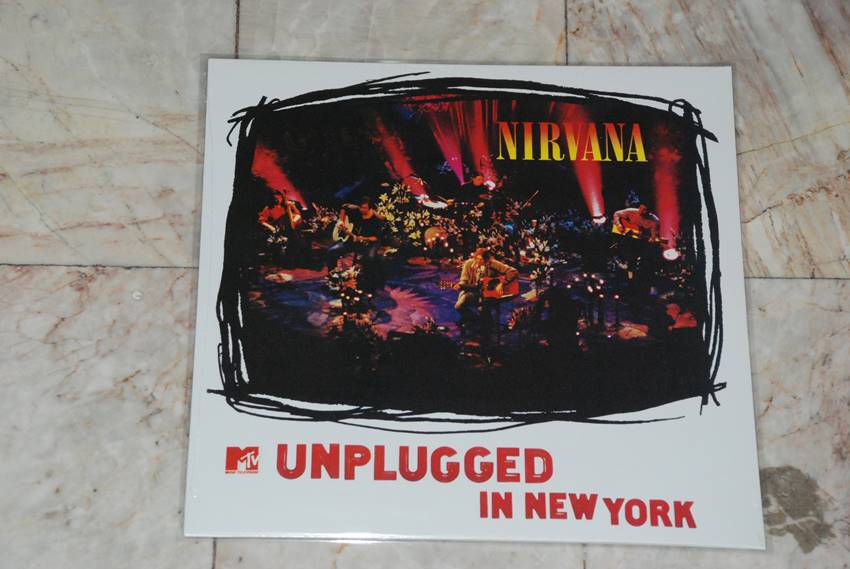 NIRVANA
MTV
UNPLUGGED
IN NEW YORK